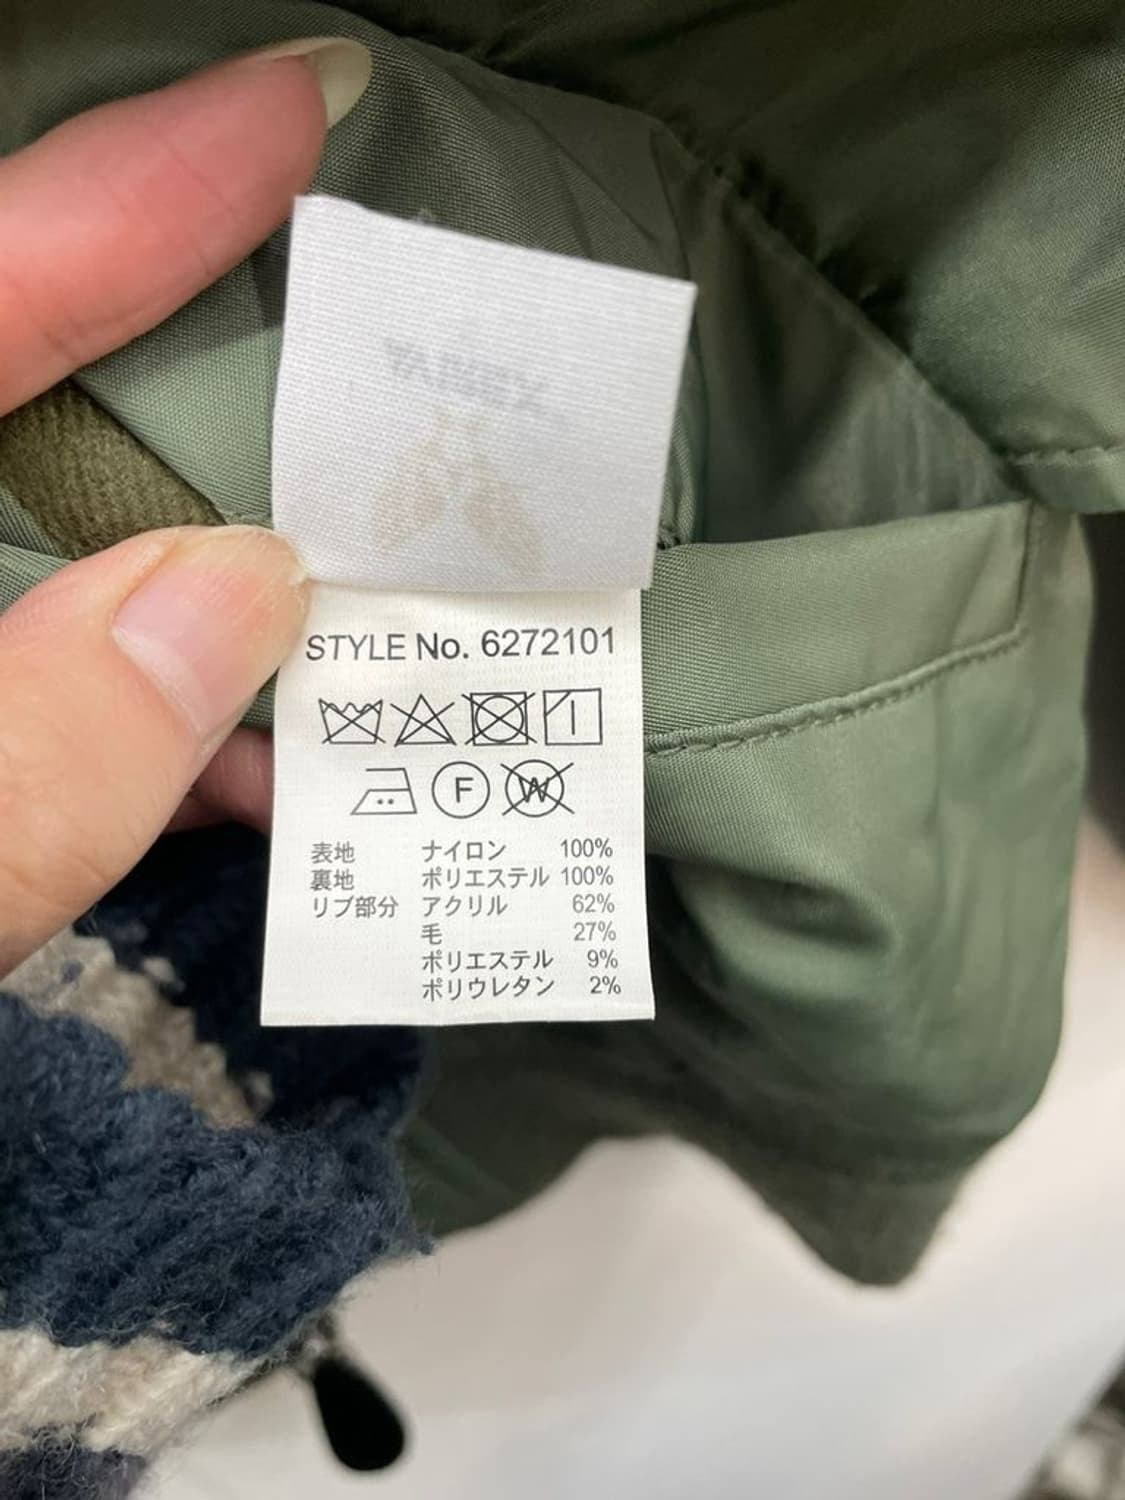 STYLE No. 6272101
F
W
表地 ナイロン 100%
裏地 ポリエステル 100%
リブ部分 アクリル 62%
毛 27%
ポリエステル 9%
ポリウレタン 2%